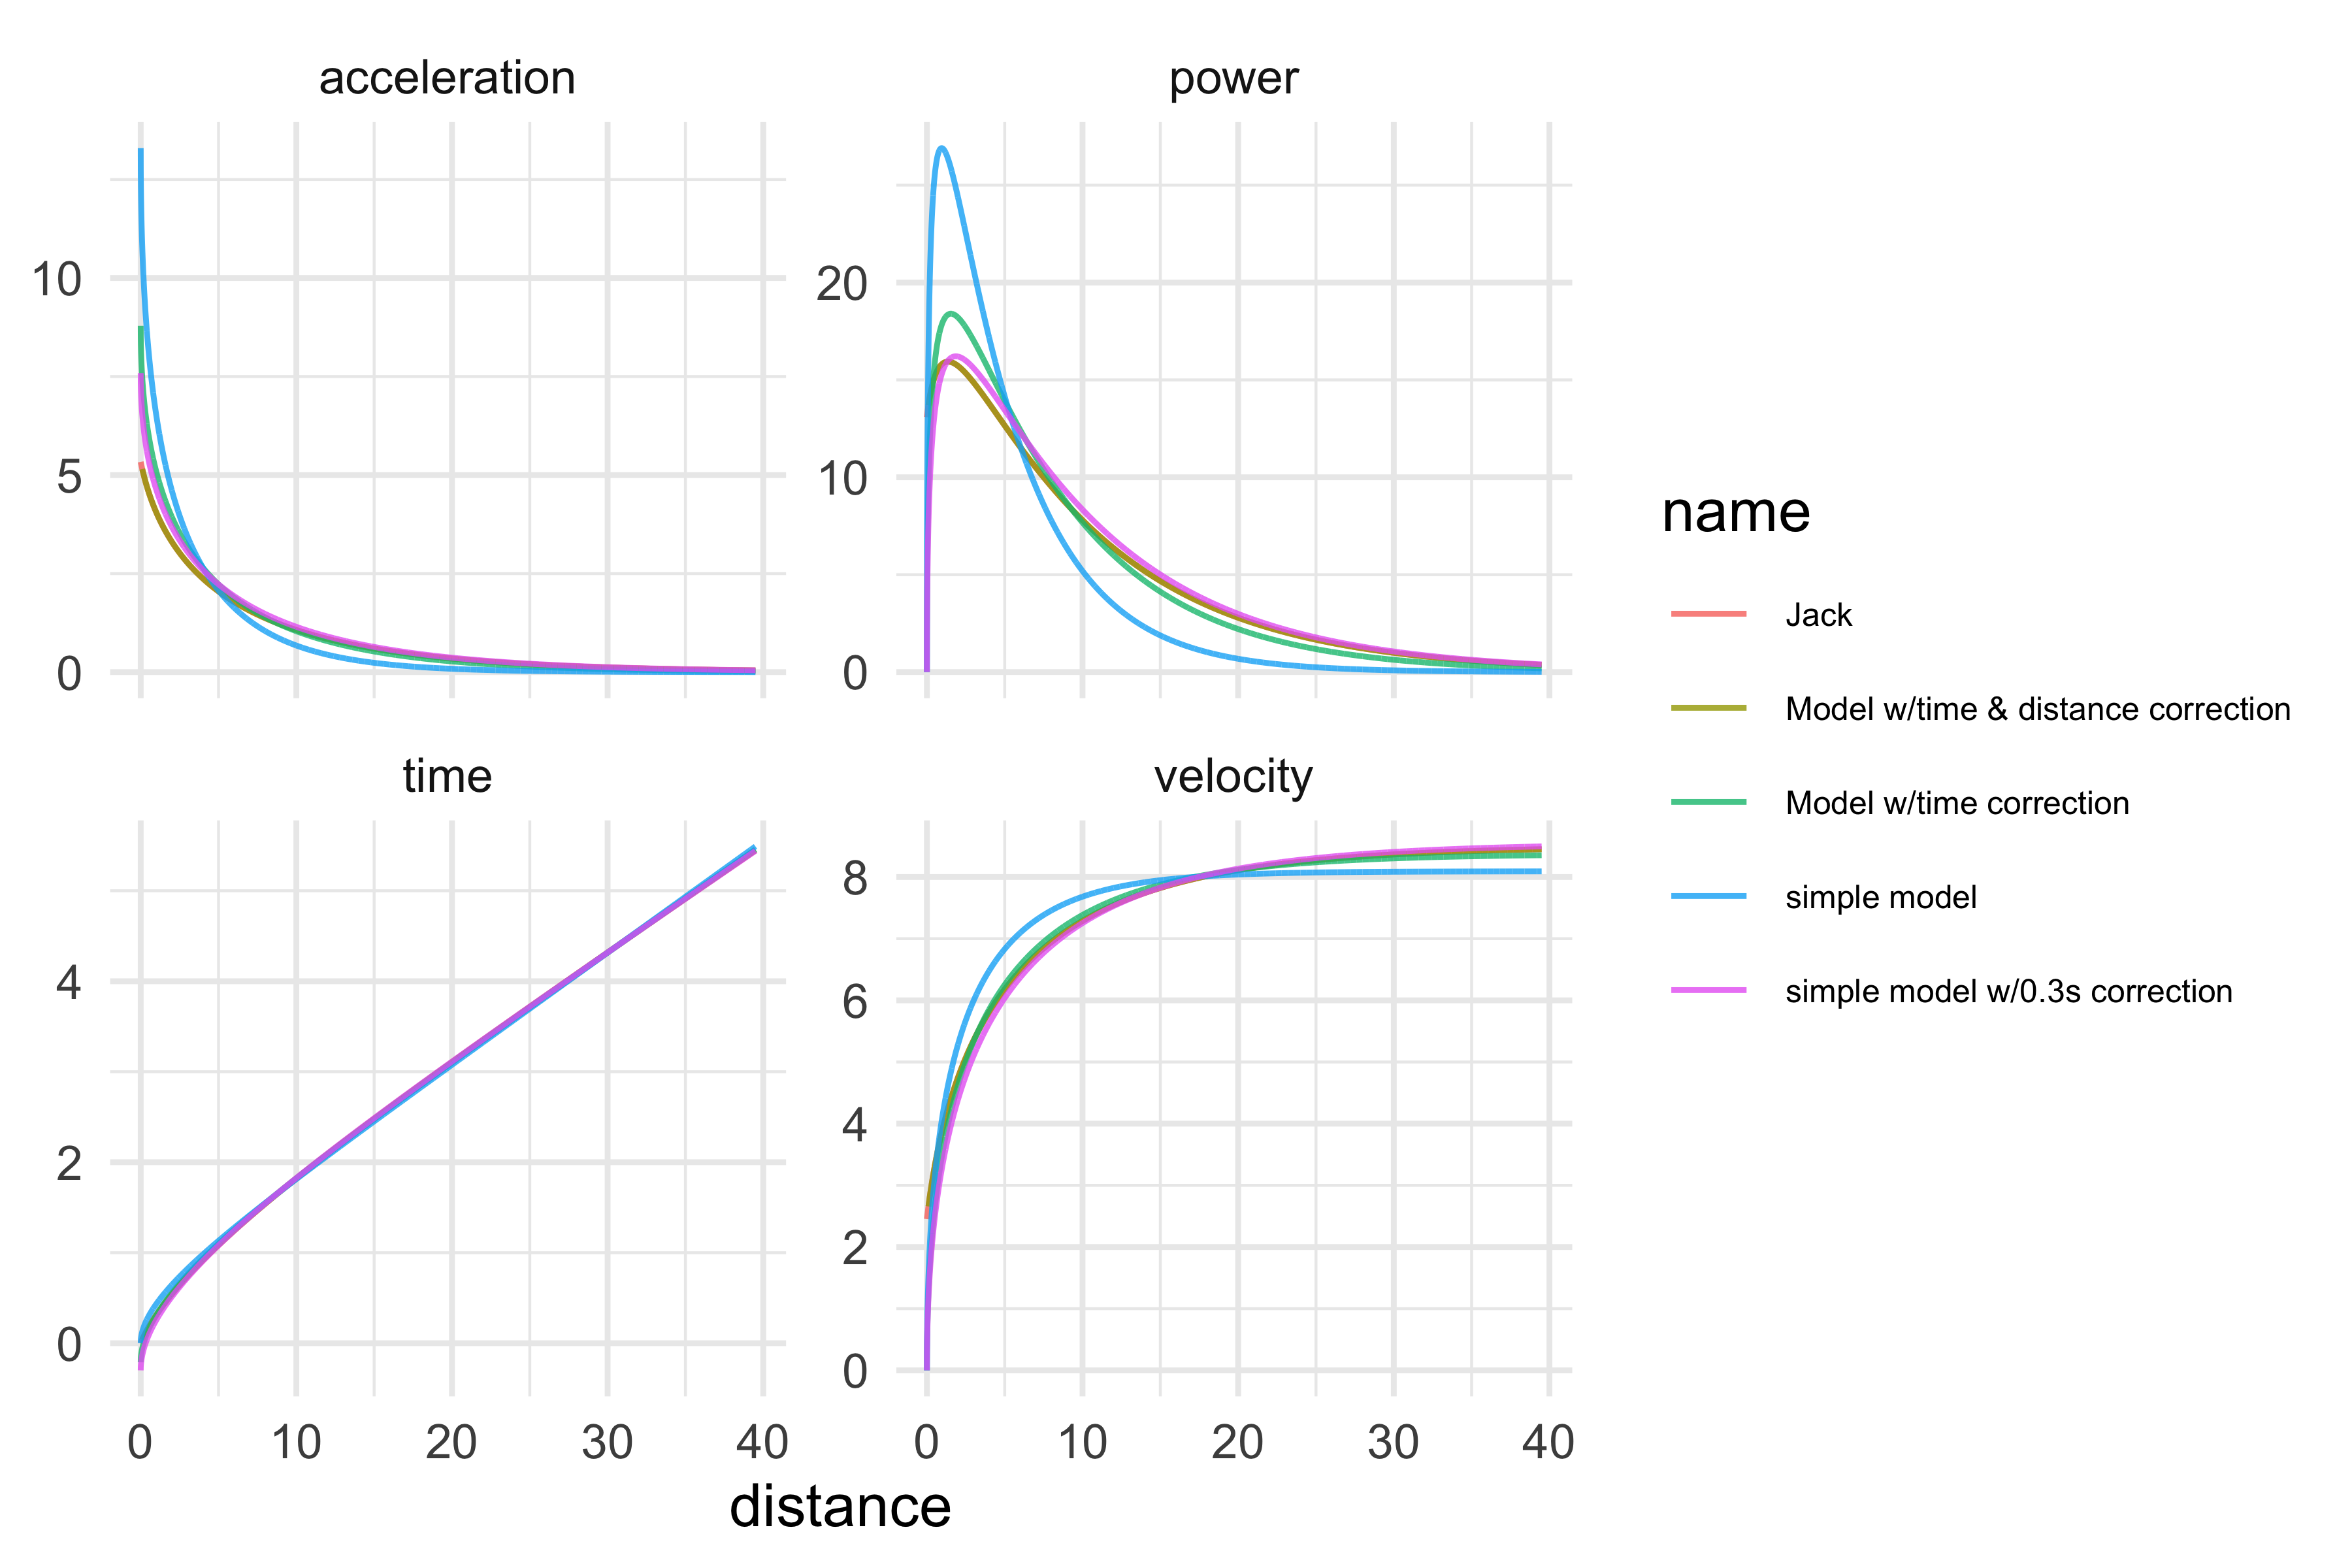 acceleration
power
10
5
0
20
10
0
time
velocity
4
2
0
8
6
4
2
0
0 10 20 30 40
0 10 20 30 40
distance
name
Jack
Model w/time & distance correction
Model w/time correction
simple model
simple model w/0.3s correction